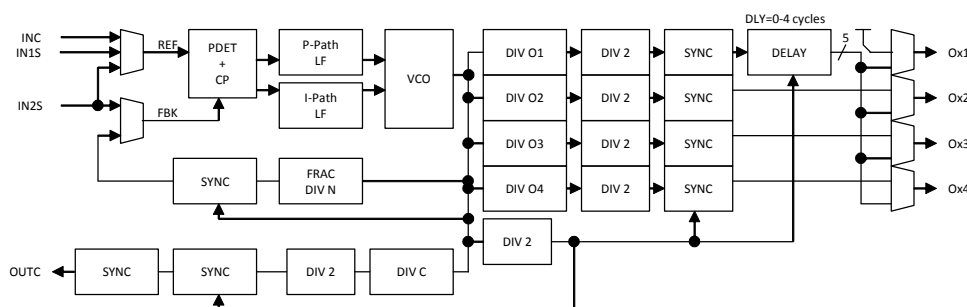 DLY=0-4 cycles
INC
IN1S
IN2S
REF
FBK
PDET
+
CP
P-Path
LF
I-Path
LF
VCO
DIV O1
DIV 2
SYNC
DELAY
5
Ox1
DIV O2
DIV 2
SYNC
Ox2
DIV O3
DIV 2
SYNC
Ox3
DIV O4
DIV 2
SYNC
Ox4
SYNC
FRAC
DIV N
DIV 2
OUTC
SYNC
SYNC
DIV 2
DIV C